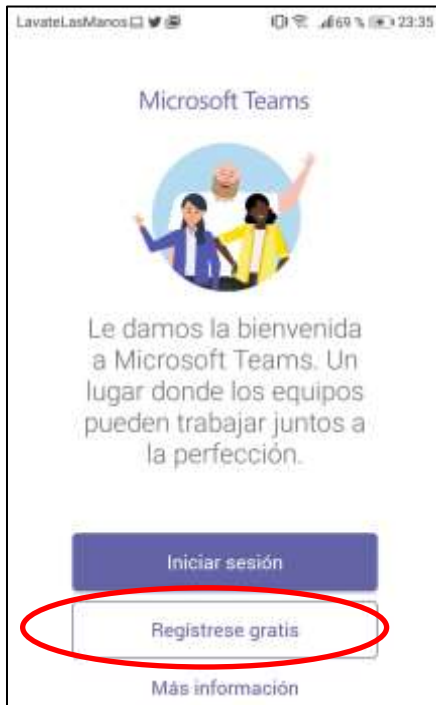 LavateLasManos 69 % 23:35
Microsoft Teams
Le damos la bienvenida
a Microsoft Teams. Un
lugar donde los equipos
pueden trabajar juntos a
la perfección.
Iniciar sesión
Regístrese gratis
Más información